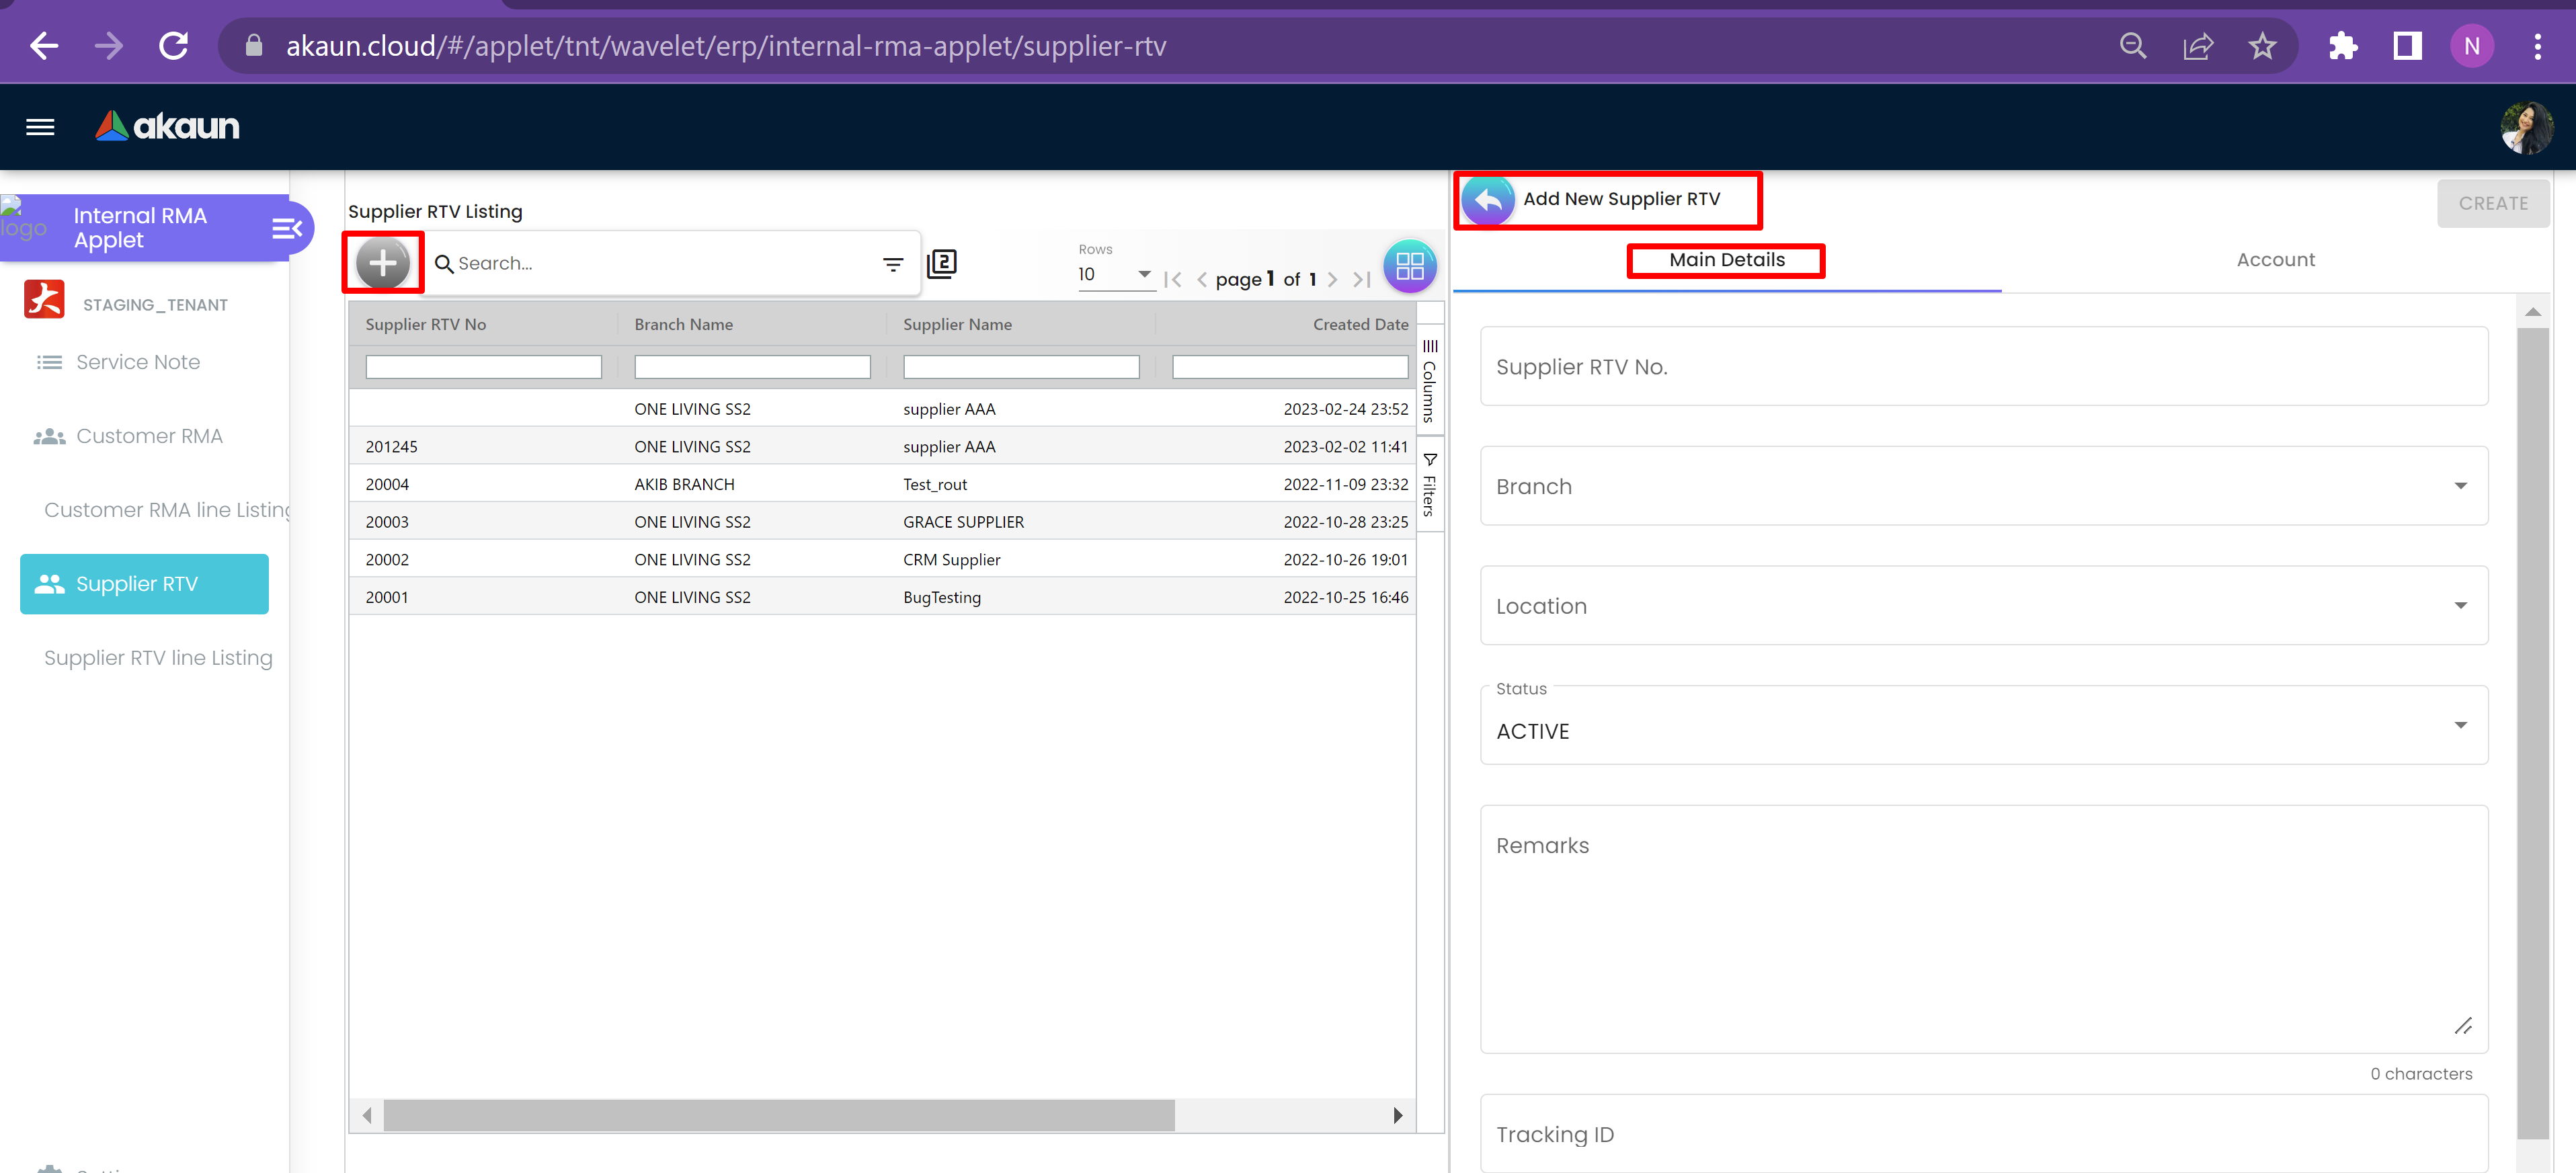 akaun.cloud/#/applet/tnt/wavelet/erp/internal-rma-applet/supplier-rtv
N
akaun
logo
Internal RMA
Applet
STAGING_TENANT
Service Note
Customer RMA
Customer RMA line Listing
Supplier RTV
Supplier RTV line Listing
Supplier RTV Listing
Search...
2
Rows
10
page 1 of 1
Supplier RTV No Branch Name Supplier Name Created Date
ONE LIVING SS2 supplier AAA 2023-02-24 23:52
201245 ONE LIVING SS2 supplier AAA 2023-02-02 11:41
20004 AKIB BRANCH Test_rout 2022-11-09 23:32
20003 ONE LIVING SS2 GRACE SUPPLIER 2022-10-28 23:25
20002 ONE LIVING SS2 CRM Supplier 2022-10-26 19:01
20001 ONE LIVING SS2 BugTesting 2022-10-25 16:46
Columns
Filters
Add New Supplier RTV
CREATE
Main Details
Account
Supplier RTV No.
Branch
Location
Status
ACTIVE
Remarks
0 characters
Tracking ID